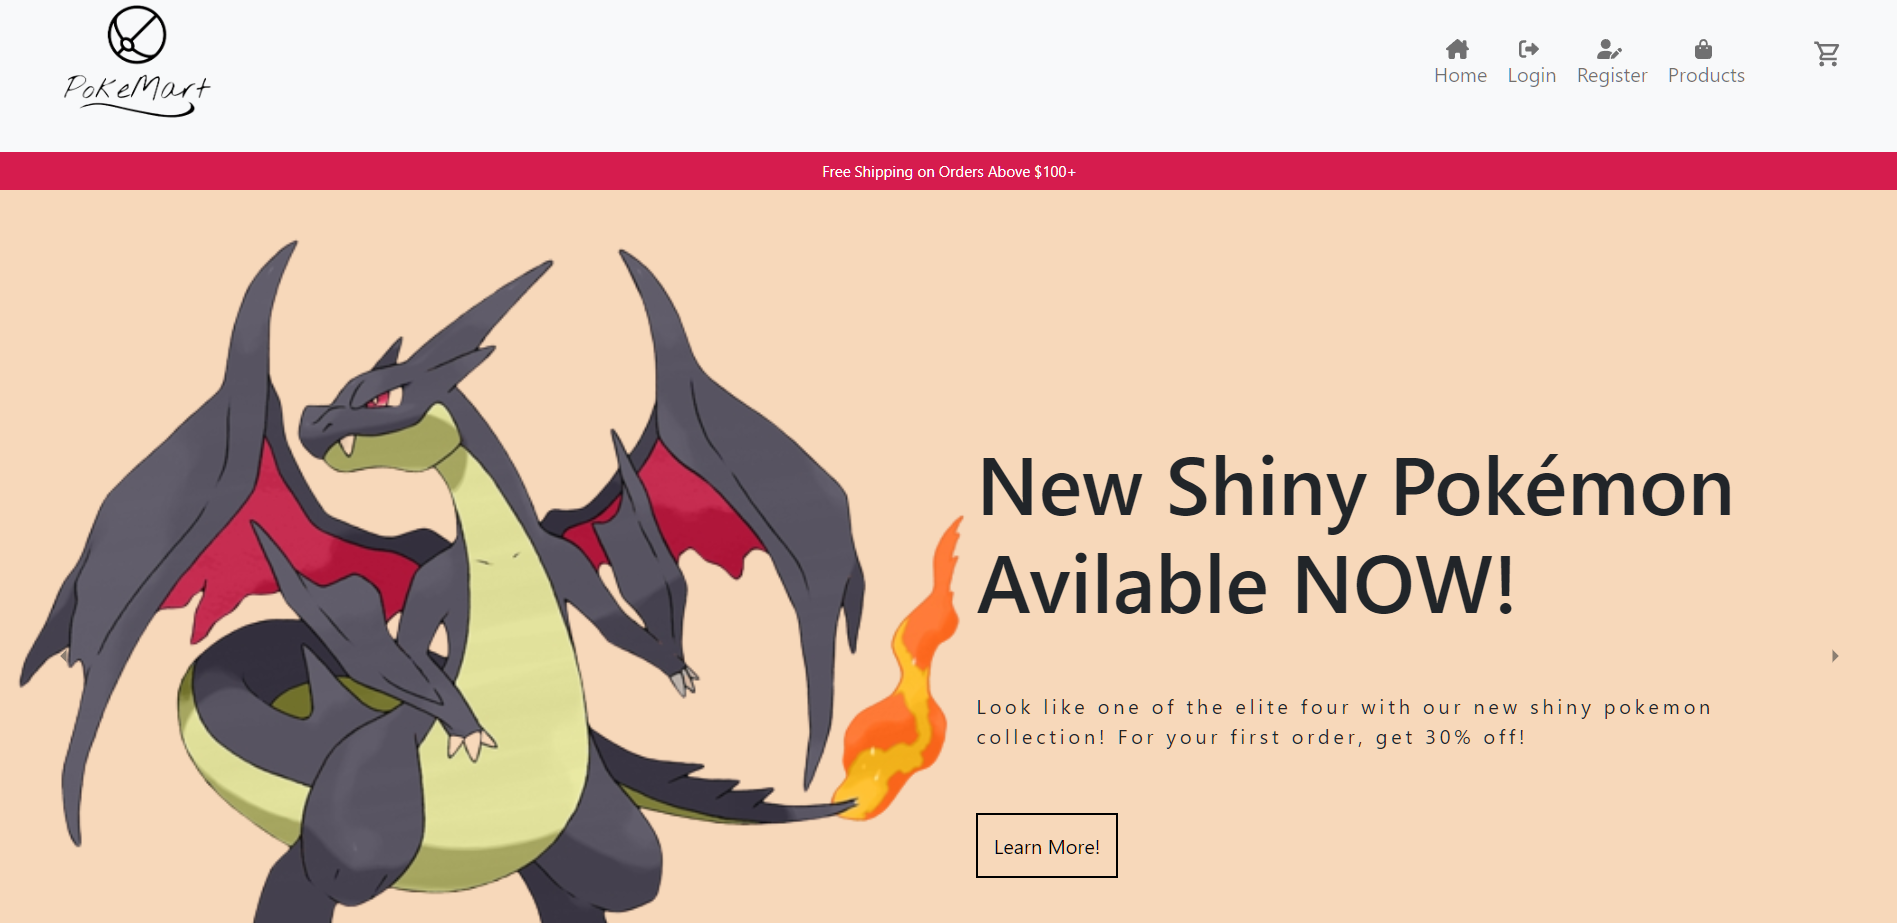 PokeMart
Home Login Register Products
Free Shipping on Orders Above $100+
New Shiny Pokémon
Avilable NOW!
Look like one of the elite four with our new shiny pokemon
collection! For your first order, get 30% off!
Learn More!